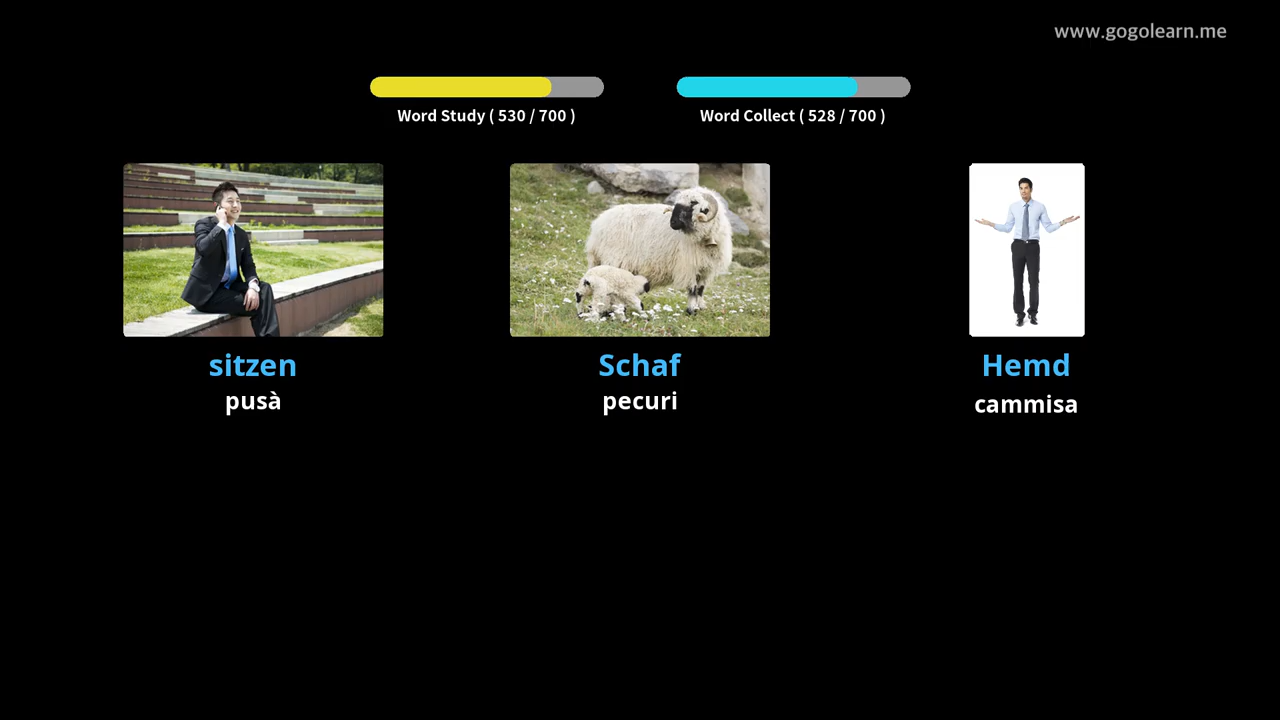 www.gogolearn.me
Word Study ( 530 / 700 )
Word Collect ( 528 / 700 )
sitzen
pusà
Schaf
pecuri
Hemd
cammisa